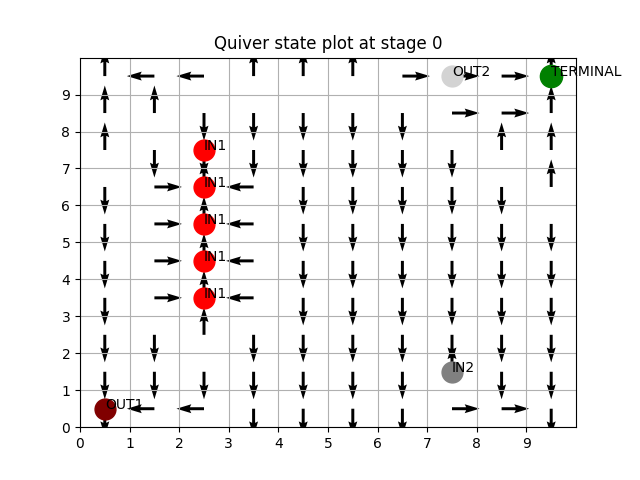 Quiver state plot at stage 0
OUT2
TERMINAL
9
8
IN1
7
IN1
6
IN1
5
IN1
4
IN1
3
2
IN2
1
OUT1
0
0 1 2 3 4 5 6 7 8 9